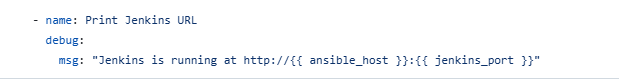 - name: Print Jenkins URL
debug:
msg: "Jenkins is running at http://{{ ansible_host }}:{{ jenkins_port }}"